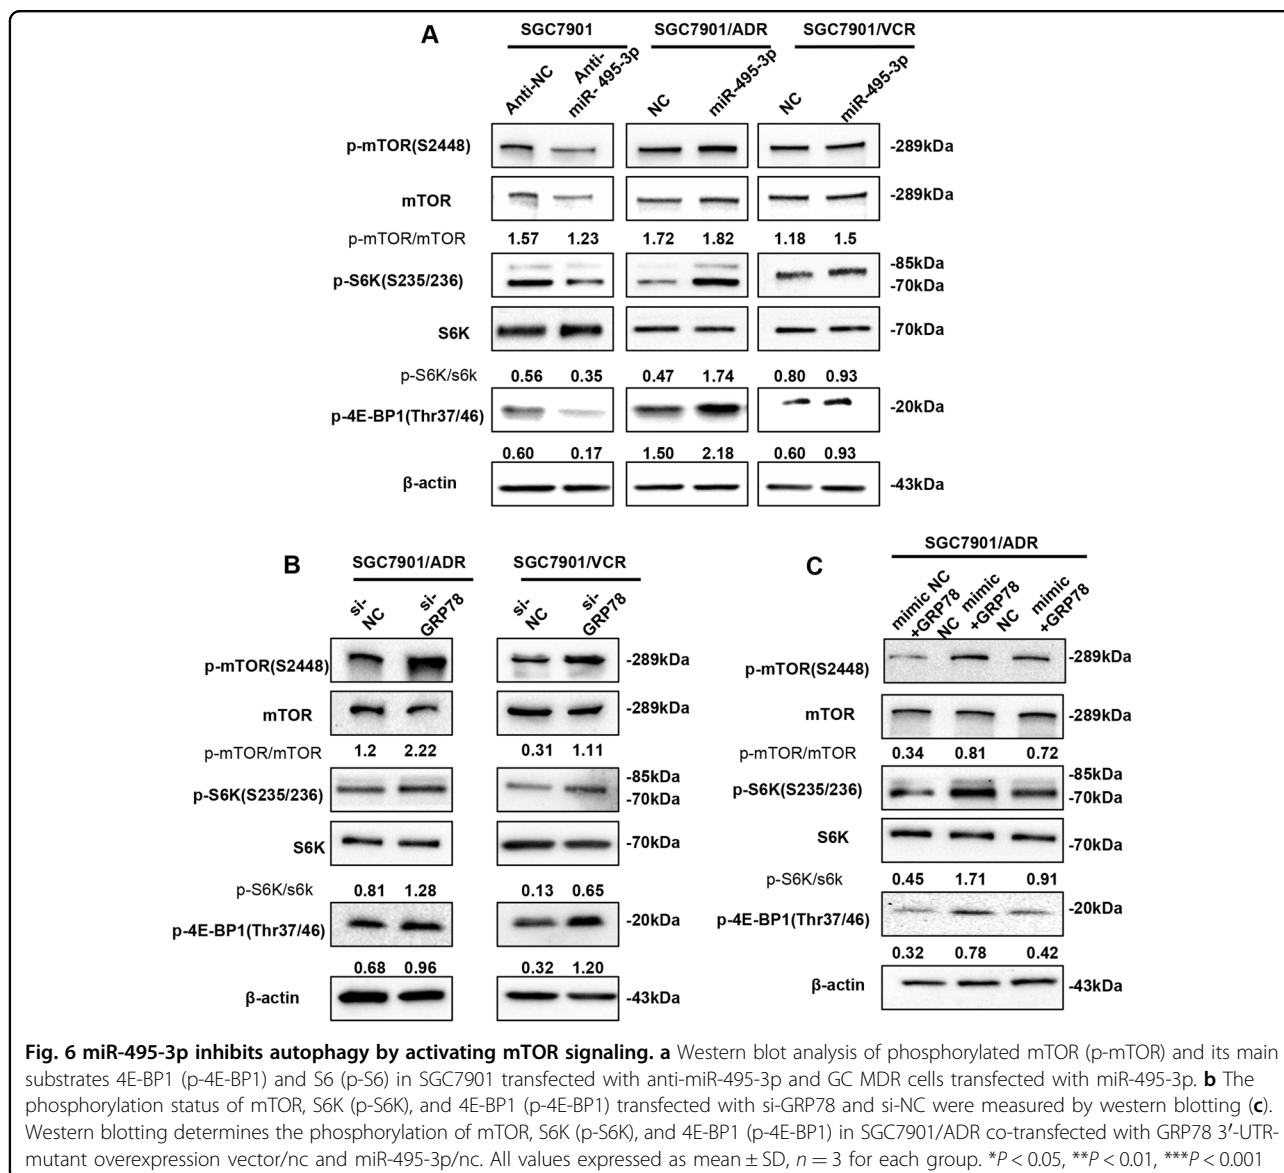 A
SGC7901 SGC7901/ADR SGC7901/VCR
Anti-NC Anti-miR- 495-3p NC miR-495-3p NC miR-495-3p
p-mTOR(S2448) -289kDa
mTOR -289kDa
p-mTOR/mTOR 1.57 1.23 1.72 1.82 1.18 1.5
-85kDa
p-S6K(S235/236) -70kDa
S6K -70kDa
p-S6K/s6k 0.56 0.35 0.47 1.74 0.80 0.93
p-4E-BP1(Thr37/46) -20kDa
0.60 0.17 1.50 2.18 0.60 0.93
β-actin -43kDa
B
SGC7901/ADR SGC7901/VCR
si-NC si-GRP78 si-NC si-GRP78
p-mTOR(S2448) -289kDa
mTOR -289kDa
p-mTOR/mTOR 1.2 2.22 0.31 1.11
-85kDa
p-S6K(S235/236) -70kDa
S6K -70kDa
p-S6K/s6k 0.81 1.28 0.13 0.65
p-4E-BP1(Thr37/46) -20kDa
0.68 0.96 0.32 1.20
β-actin -43kDa
C
SGC7901/ADR
mimic NC +GRP78 NC mimic +GRP78 NC mimic +GRP78
p-mTOR(S2448) -289kDa
mTOR -289kDa
p-mTOR/mTOR 0.34 0.81 0.72
-85kDa
p-S6K(S235/236) -70kDa
S6K -70kDa
p-S6K/s6k 0.45 1.71 0.91
p-4E-BP1(Thr37/46) -20kDa
0.32 0.78 0.42
β-actin -43kDa
Fig. 6 miR-495-3p inhibits autophagy by activating mTOR signaling. a Western blot analysis of phosphorylated mTOR (p-mTOR) and its main
substrates 4E-BP1 (p-4E-BP1) and S6 (p-S6) in SGC7901 transfected with anti-miR-495-3p and GC MDR cells transfected with miR-495-3p. b The
phosphorylation status of mTOR, S6K (p-S6K), and 4E-BP1 (p-4E-BP1) transfected with si-GRP78 and si-NC were measured by western blotting (c).
Western blotting determines the phosphorylation of mTOR, S6K (p-S6K), and 4E-BP1 (p-4E-BP1) in SGC7901/ADR co-transfected with GRP78 3′-UTR-
mutant overexpression vector/nc and miR-495-3p/nc. All values expressed as mean ± SD, n = 3 for each group. *P < 0.05, **P < 0.01, ***P < 0.001